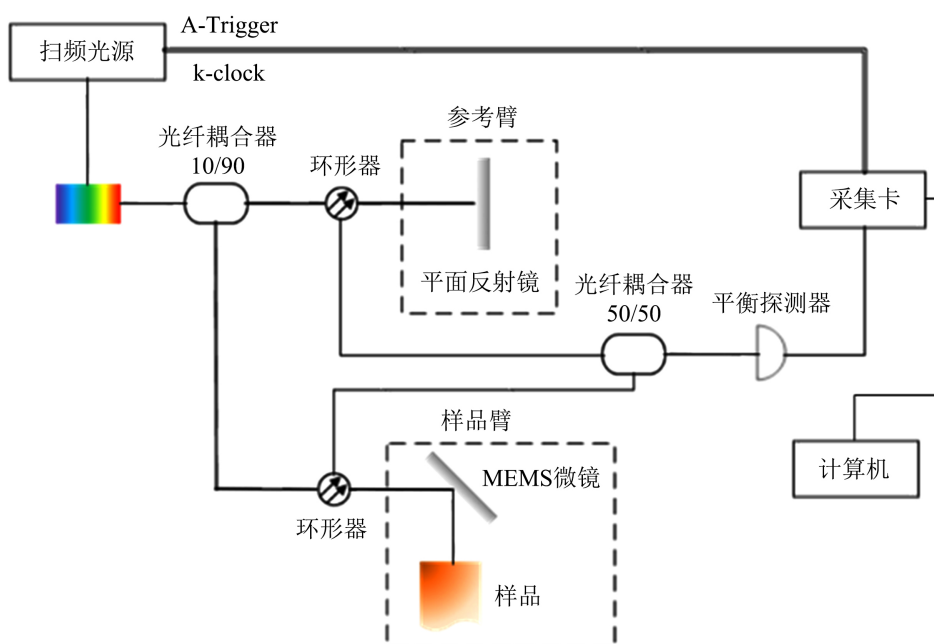 A-Trigger
扫频光源
k-clock
参考臂
光纤耦合器
10/90
环形器
采集卡
平面反射镜
光纤耦合器
50/50
平衡探测器
样品臂
MEMS微镜
计算机
环形器
样品